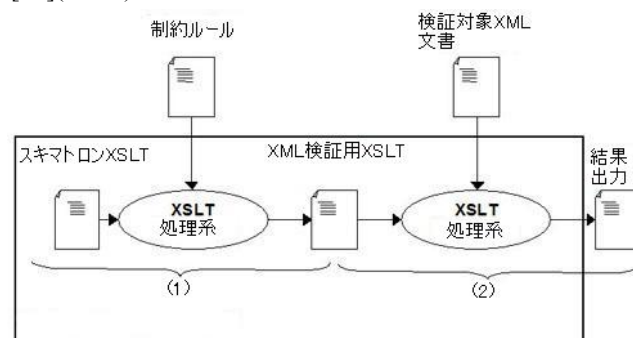 制約ルール
検証対象XML
文書
スキマトロンXSLT
XML検証用XSLT
結果
出力
XSLT
処理系
XSLT
処理系
(1)
(2)